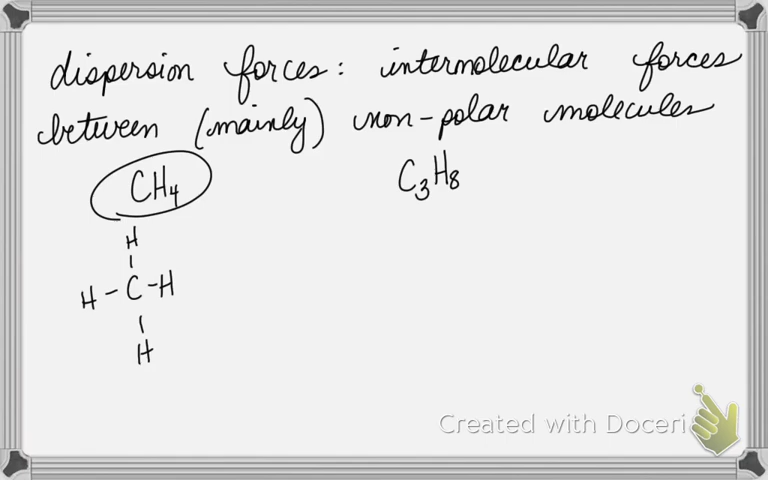 dispersion forces: intermolecular forces
between (mainly) non-polar molecules
CH₄
C₃H₈
H
H – C – H
H
Created with Doceri